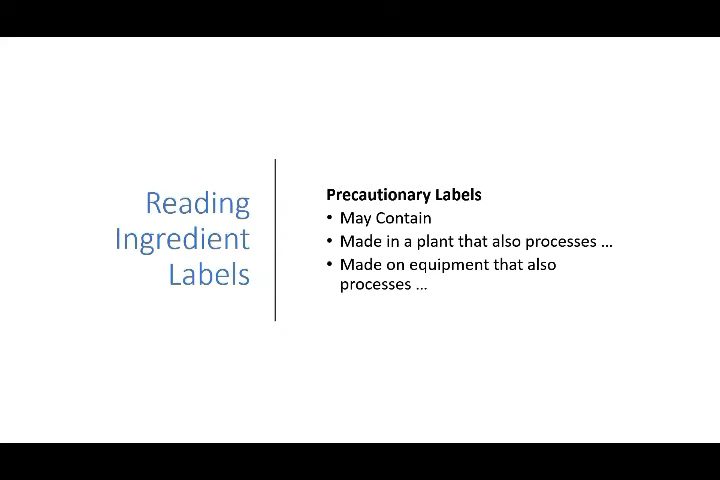 Reading
Ingredient
Labels
Precautionary Labels
• May Contain
• Made in a plant that also processes ...
• Made on equipment that also
processes ...